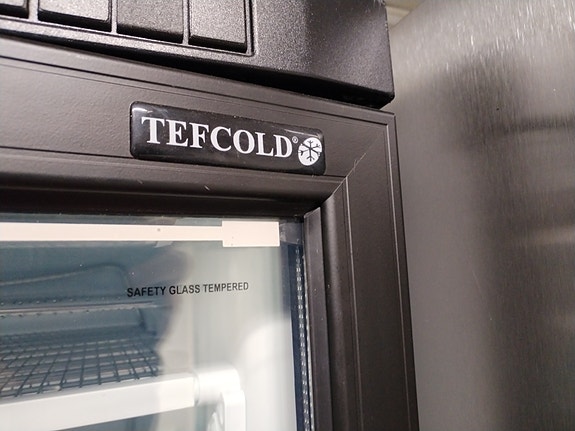 TEFCOLD®
SAFETY GLASS TEMPERED